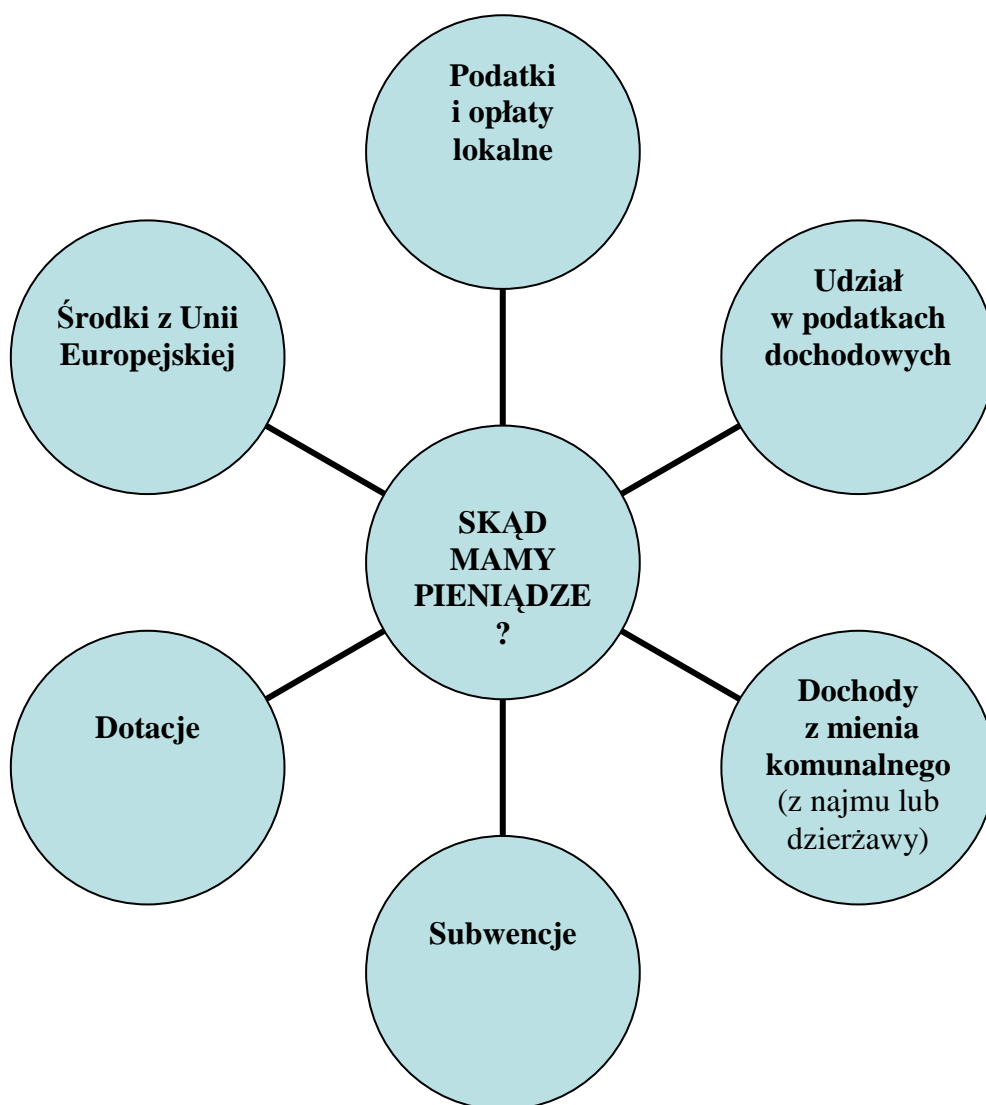 Podatki
i opłaty
lokalne
Udział
w podatkach
dochodowych
Środki z Unii
Europejskiej
SKĄD
MAMY
PIENIĄDZE
?
Dochody
z mienia
komunalnego
(z najmu lub
dzierżawy)
Dotacje
Subwencje